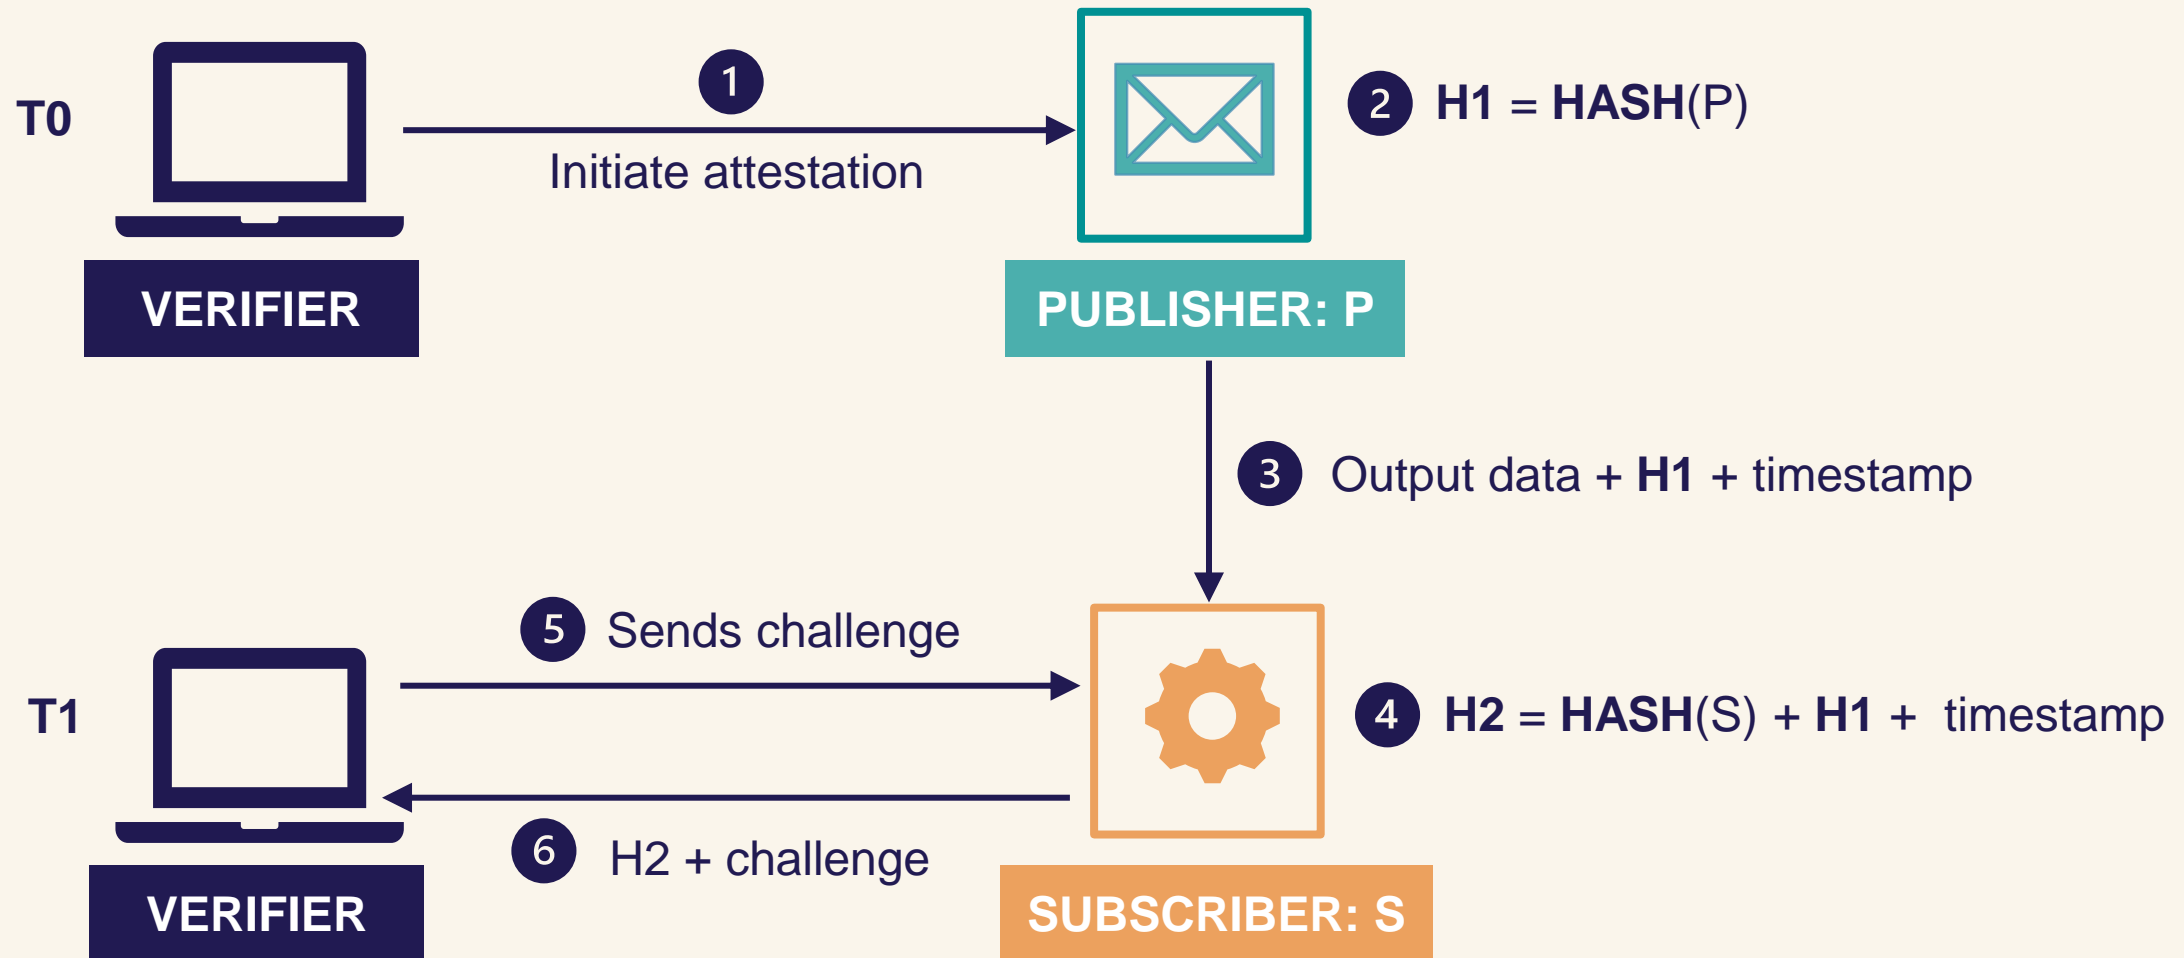 T0
1
Initiate attestation
2 H1 = HASH(P)
VERIFIER
PUBLISHER: P
3 Output data + H1 + timestamp
5 Sends challenge
T1
4 H2 = HASH(S) + H1 + timestamp
6 H2 + challenge
VERIFIER
SUBSCRIBER: S